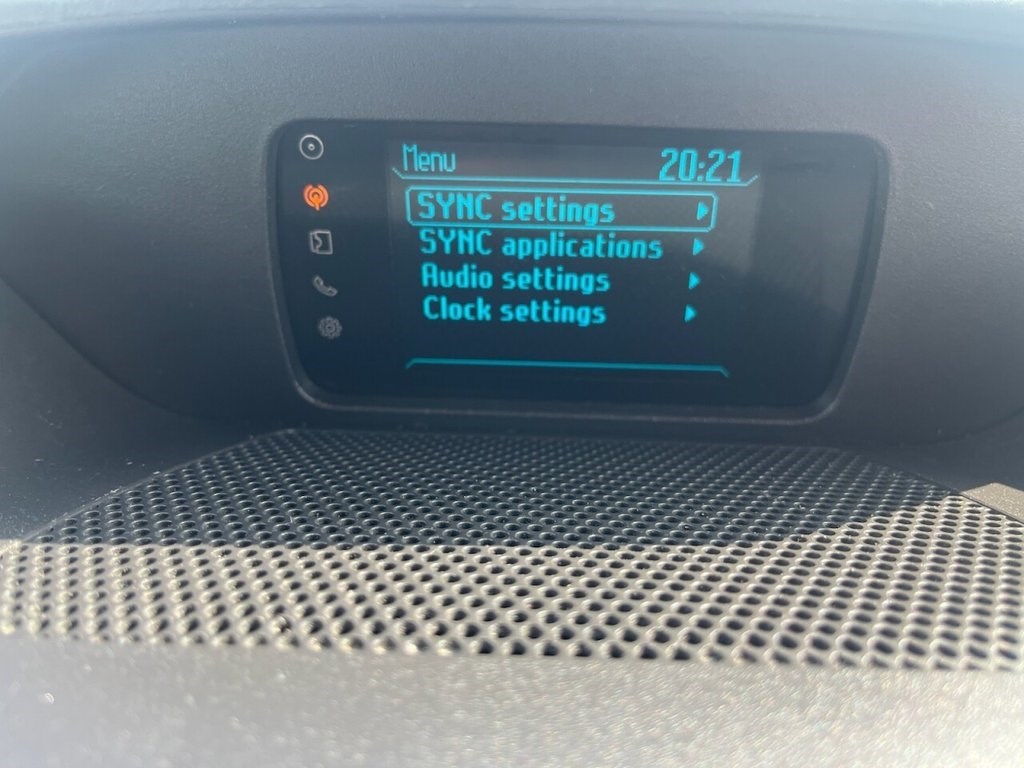 Menu 20:21
SYNC settings
SYNC applications
Audio settings
Clock settings